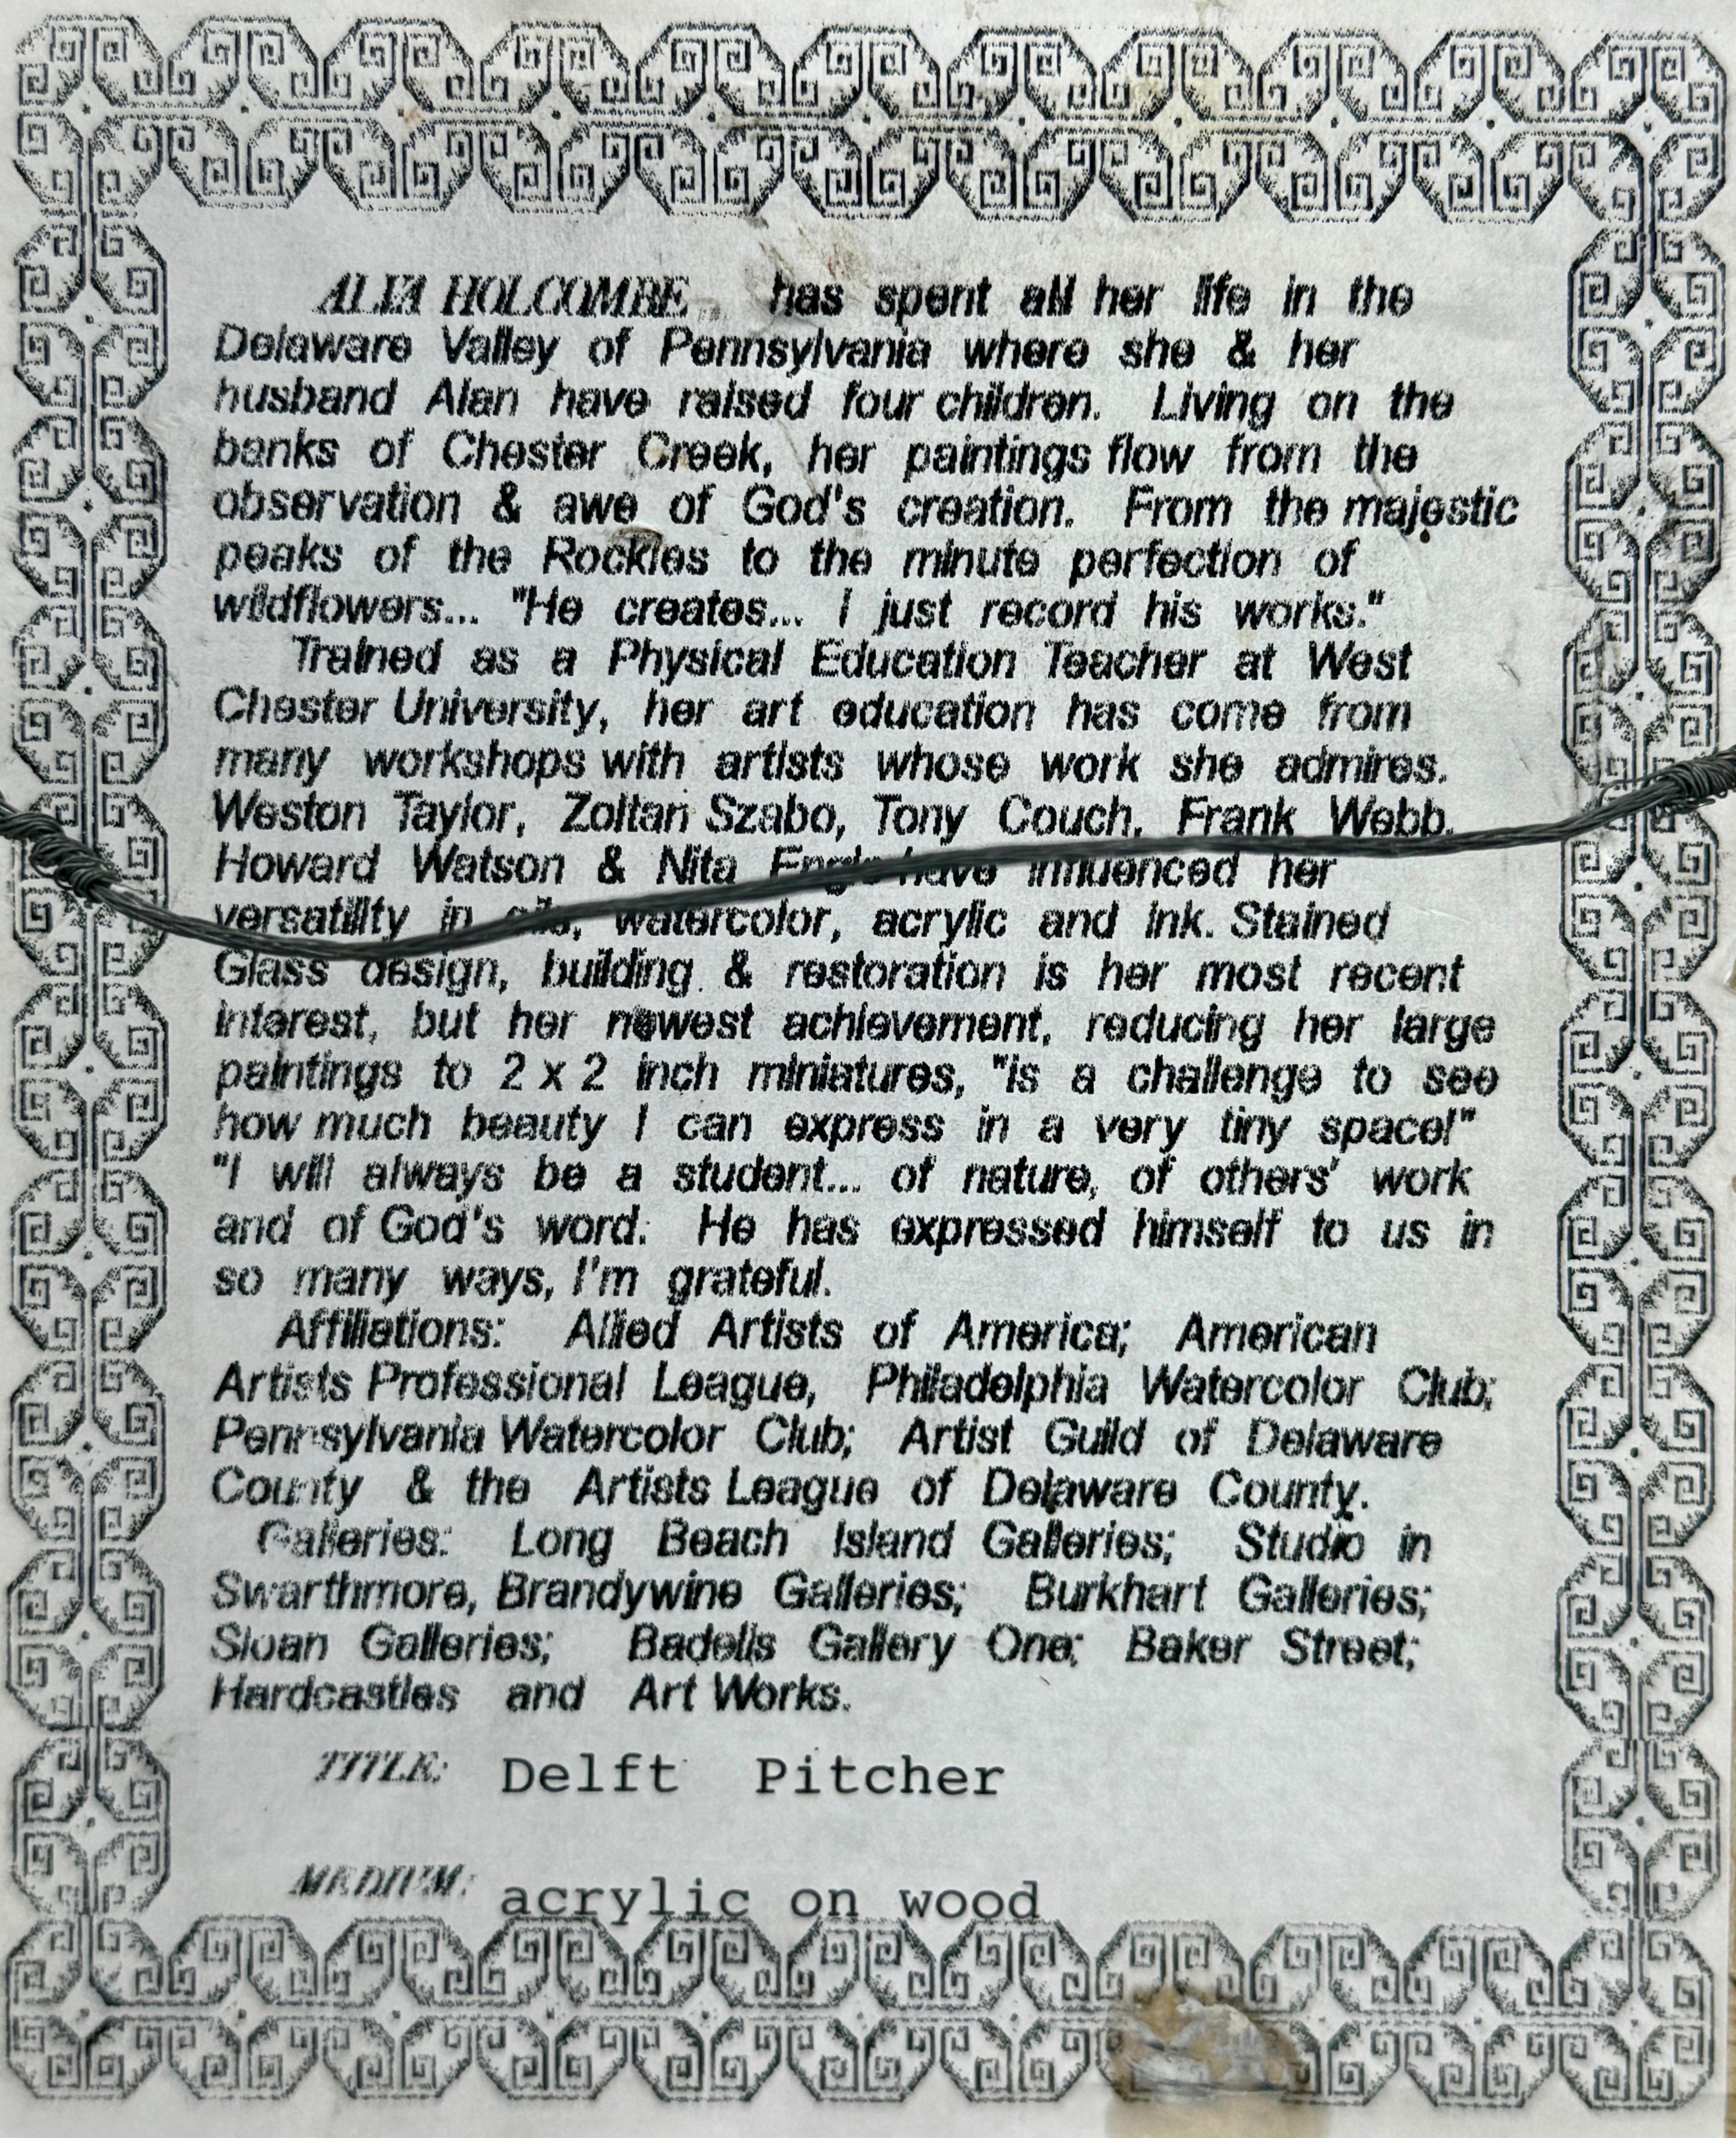 HOLCOMBE has spent all her life in the
Delaware Valley of Pennsylvania where she & her
husband Alan have raised four children. Living on the
banks of Chester Creek, her paintings flow from the
observation & awe of God's creation. From the majestic
peaks of the Rockies to the minute perfection of
wildflowers... "He creates... I just record his works."
Trained as a Physical Education Teacher at West
Chester University, her art education has come from
many workshops with artists whose work she admires.
Weston Taylor, Zoltan Szabo, Tony Couch, Frank Webb,
Howard Watson & Nita Engle have influenced her
versatility in oils, watercolor, acrylic and ink. Stained
Glass design, building & restoration is her most recent
interest, but her newest achievement, reducing her large
paintings to 2 x 2 inch miniatures, "is a challenge to see
how much beauty I can express in a very tiny space!"
"I will always be a student... of nature, of others' work
and of God's word. He has expressed himself to us in
so many ways, I'm grateful.
Affiliations: Allied Artists of America; American
Artists Professional League, Philadelphia Watercolor Club;
Pennsylvania Watercolor Club; Artist Guild of Delaware
County & the Artists League of Delaware County.
Galleries: Long Beach Island Galleries; Studio in
Swarthmore, Brandywine Galleries; Burkhart Galleries;
Sloan Galleries; Badells Gallery One; Baker Street;
Hardcastles and Art Works.
TITLE: Delft Pitcher
MEDIUM: acrylic on wood